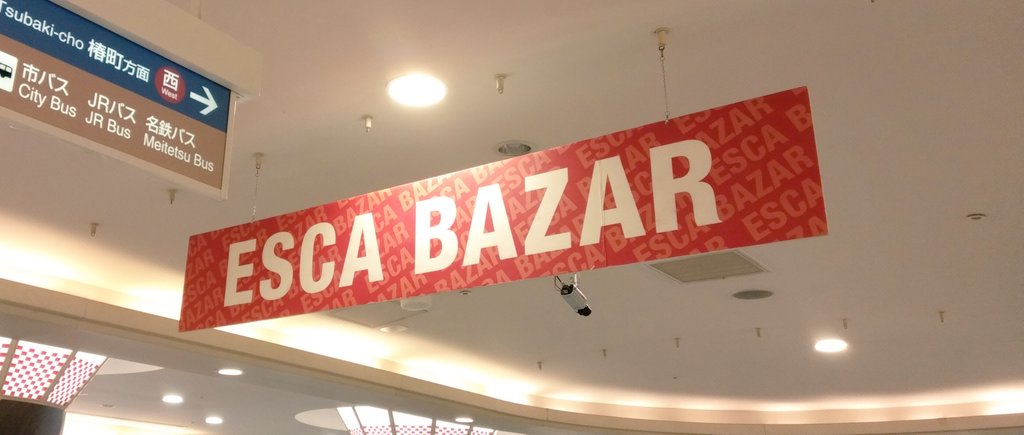 Tsubaki-cho 椿町方面 西 →
West
市バス JRバス 名鉄バス
City Bus JR Bus Meitetsu Bus
ESCA BAZAR